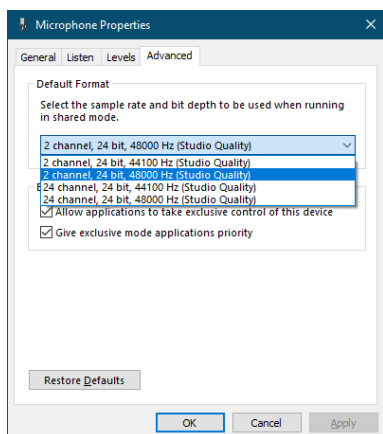 Microphone Properties
General Listen Levels Advanced
Default Format
Select the sample rate and bit depth to be used when running
in shared mode.
2 channel, 24 bit, 48000 Hz (Studio Quality)
2 channel, 24 bit, 44100 Hz (Studio Quality)
2 channel, 24 bit, 48000 Hz (Studio Quality)
24 channel, 24 bit, 44100 Hz (Studio Quality)
24 channel, 24 bit, 48000 Hz (Studio Quality)
Allow applications to take exclusive control of this device
Give exclusive mode applications priority
Restore Defaults
OK Cancel Apply